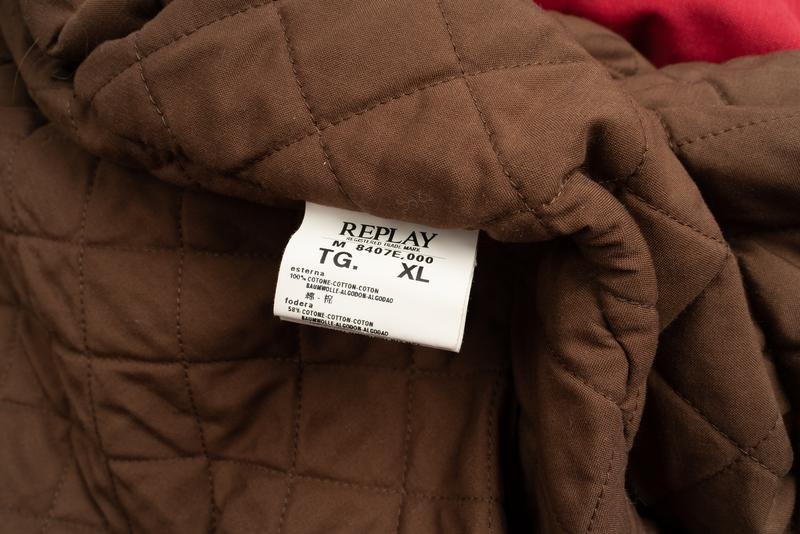 REPLAY
REGISTERED TRADE MARK
M 8407E,000
TG. XL
esterna
100% COTONE-COTTON-COTON
BAUMWOLLE-ALGODON-ALGODAO
棉
fodera
58% COTONE-COTTON-COTON
BAUMWOLLE-ALGODON-ALGODAO